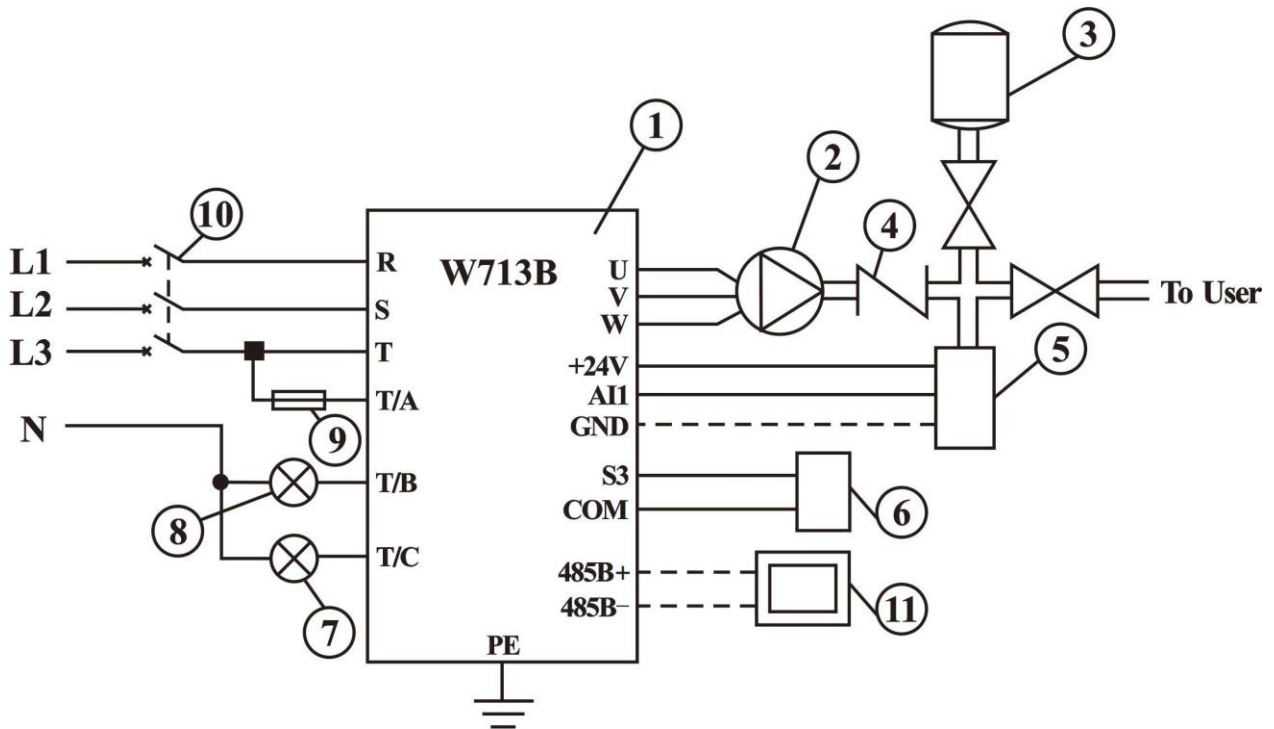 3
1
2
10
4
L1
R
W713B
U
L2
S
V
To User
W
L3
T
+24V
5
T/A
AI1
N
9
GND
T/B
S3
8
COM
6
T/C
485B+
7
485B−
11
PE